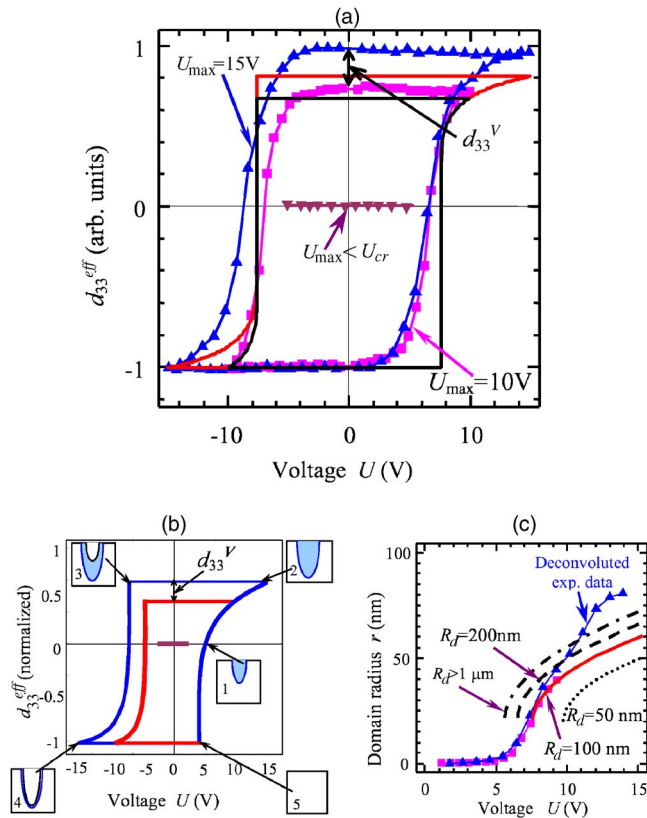 (a)
U_max=15V
d_33^V
U_max< U_cr
U_max=10V
d_33^eff (arb. units)
1
0
-1
-10 0 10
Voltage U (V)
(b)
3
d_33^V
2
1
4
5
d_33^eff (normalized)
1
0.5
0
-0.5
-1
-15 -10 -5 0 5 10 15
Voltage U (V)
(c)
Deconvoluted
exp. data
R_d=200nm
R_d>1 μm
R_d=50 nm
R_d=100 nm
Domain radius r (nm)
100
50
0
0 5 10 15
Voltage U (V)